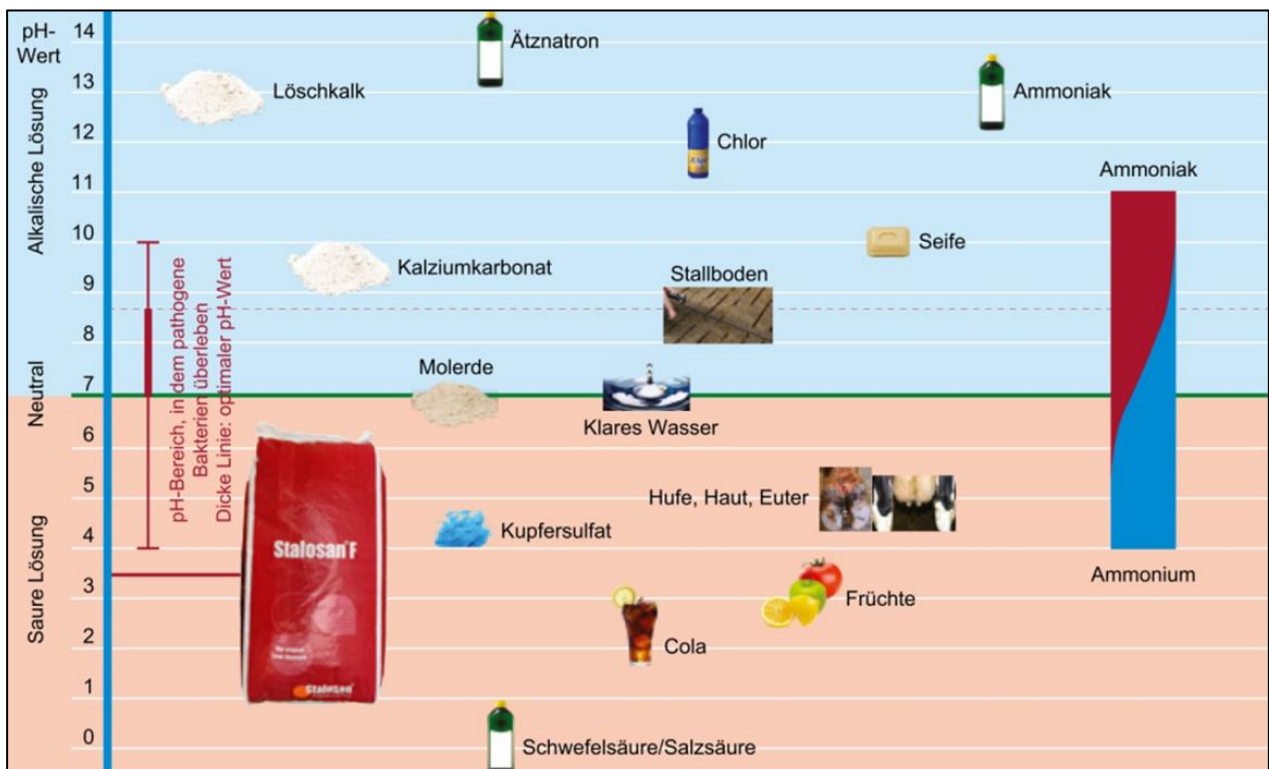 pH-
Wert
14
13
12
11
10
9
8
7
6
5
4
3
2
1
0
Alkalische Lösung
Neutral
Saure Lösung
pH-Bereich, in dem pathogene
Bakterien überleben
Dicke Linie: optimaler pH-Wert
Ätznatron
Löschkalk
Ammoniak
Chlor
Ammoniak
Seife
Kalziumkarbonat
Stallboden
Molerde
Klares Wasser
Hufe, Haut, Euter
Kupfersulfat
Stalosan F
Stalosan
Ammonium
Früchte
Cola
Schwefelsäure/Salzsäure